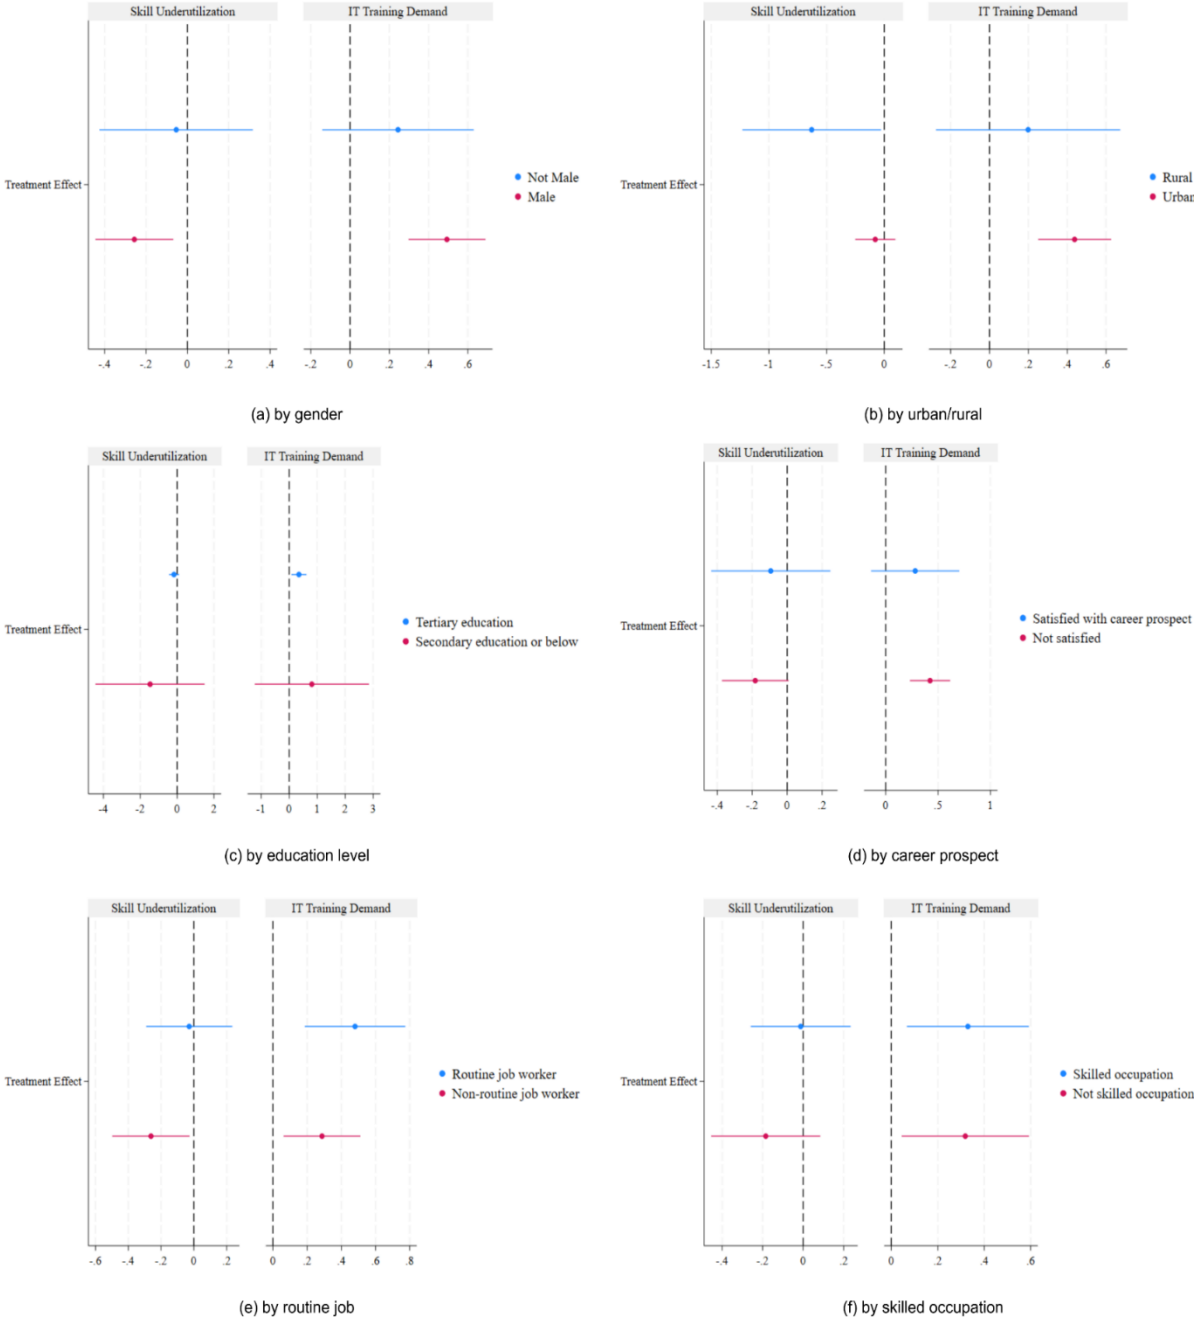 Skill Underutilization IT Training Demand
Treatment Effect
Not Male
Male
-.4 -.2 0 .2 .4 -.2 0 .2 .4 .6
(a) by gender
Skill Underutilization IT Training Demand
Treatment Effect
Rural
Urban
-1.5 -1 -.5 0 -.2 0 .2 .4 .6
(b) by urban/rural
Skill Underutilization IT Training Demand
Treatment Effect
Tertiary education
Secondary education or below
-4 -2 0 2 -1 0 1 2 3
(c) by education level
Skill Underutilization IT Training Demand
Treatment Effect
Satisfied with career prospect
Not satisfied
-.4 -.2 0 .2 0 .5 1
(d) by career prospect
Skill Underutilization IT Training Demand
Treatment Effect
Routine job worker
Non-routine job worker
-.6 -.4 -.2 0 .2 0 .2 .4 .6 .8
(e) by routine job
Skill Underutilization IT Training Demand
Treatment Effect
Skilled occupation
Not skilled occupation
-.4 -.2 0 .2 0 .2 .4 .6
(f) by skilled occupation